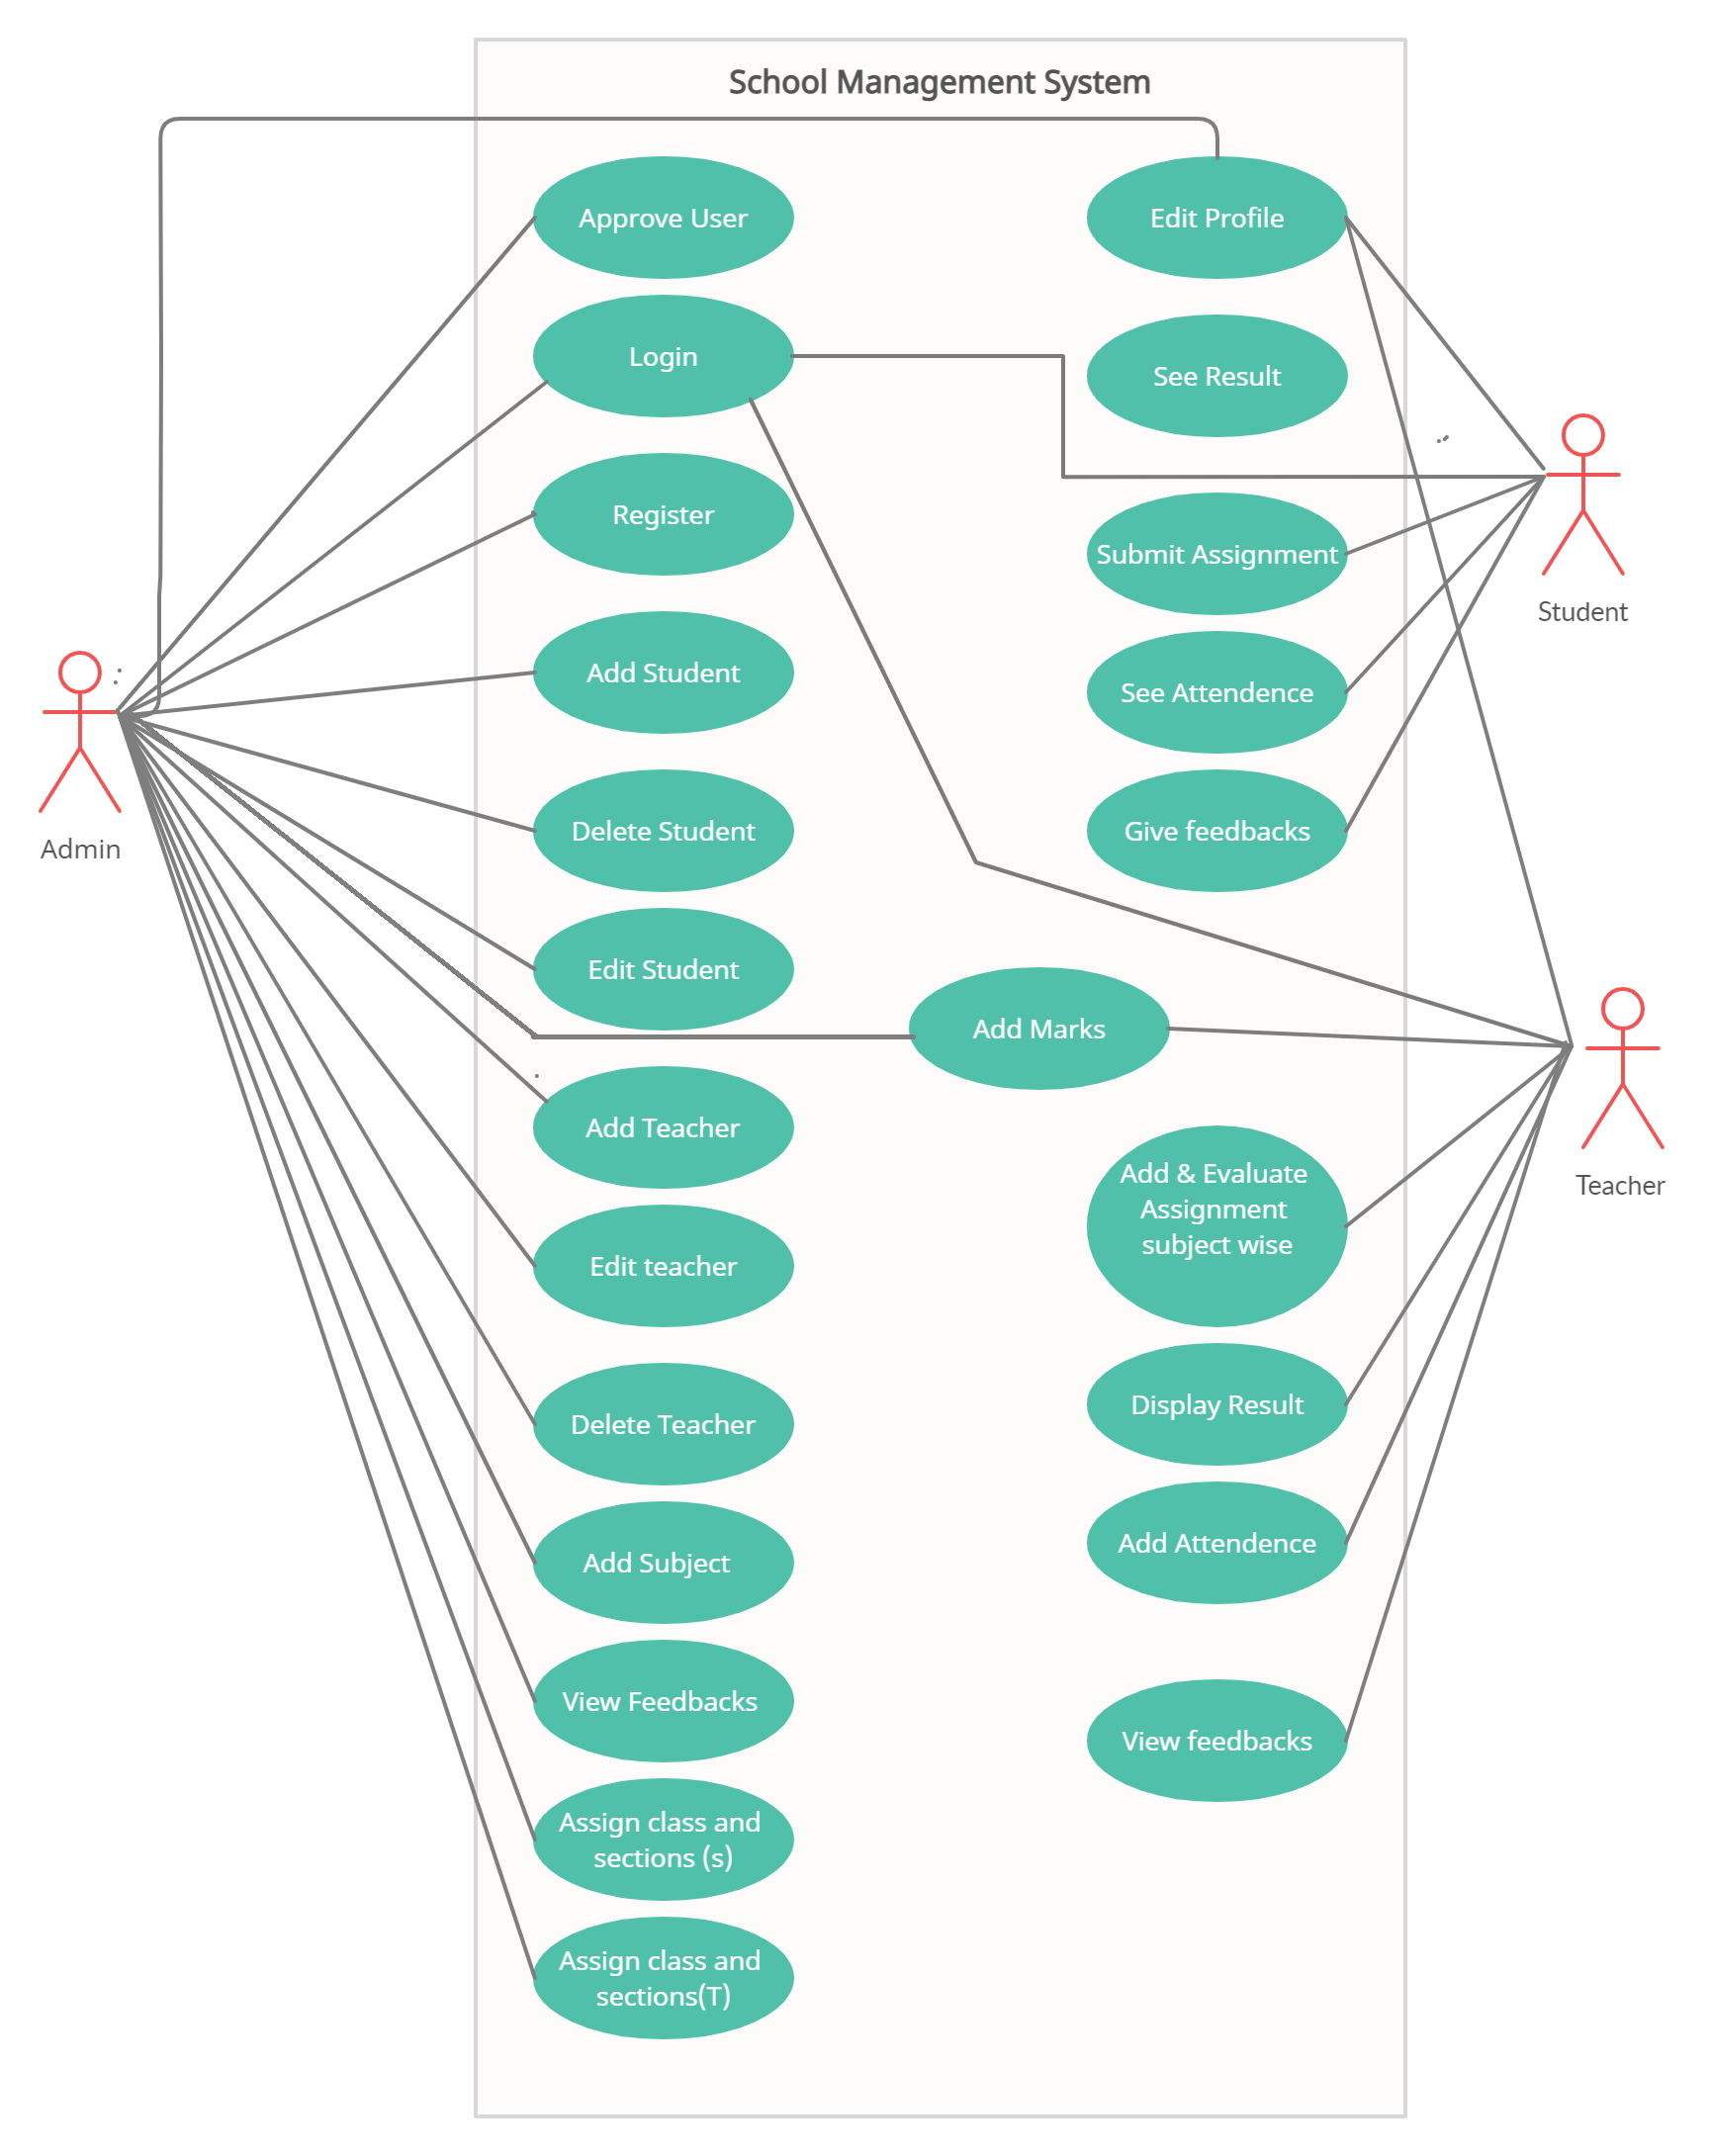 School Management System
Approve User
Edit Profile
Login
See Result
Register
Submit Assignment
Student
Add Student
See Attendence
Admin
Delete Student
Give feedbacks
Edit Student
Add Marks
Add Teacher
Add & Evaluate
Assignment
subject wise
Teacher
Edit teacher
Delete Teacher
Display Result
Add Subject
Add Attendence
View Feedbacks
View feedbacks
Assign class and
sections (s)
Assign class and
sections(T)